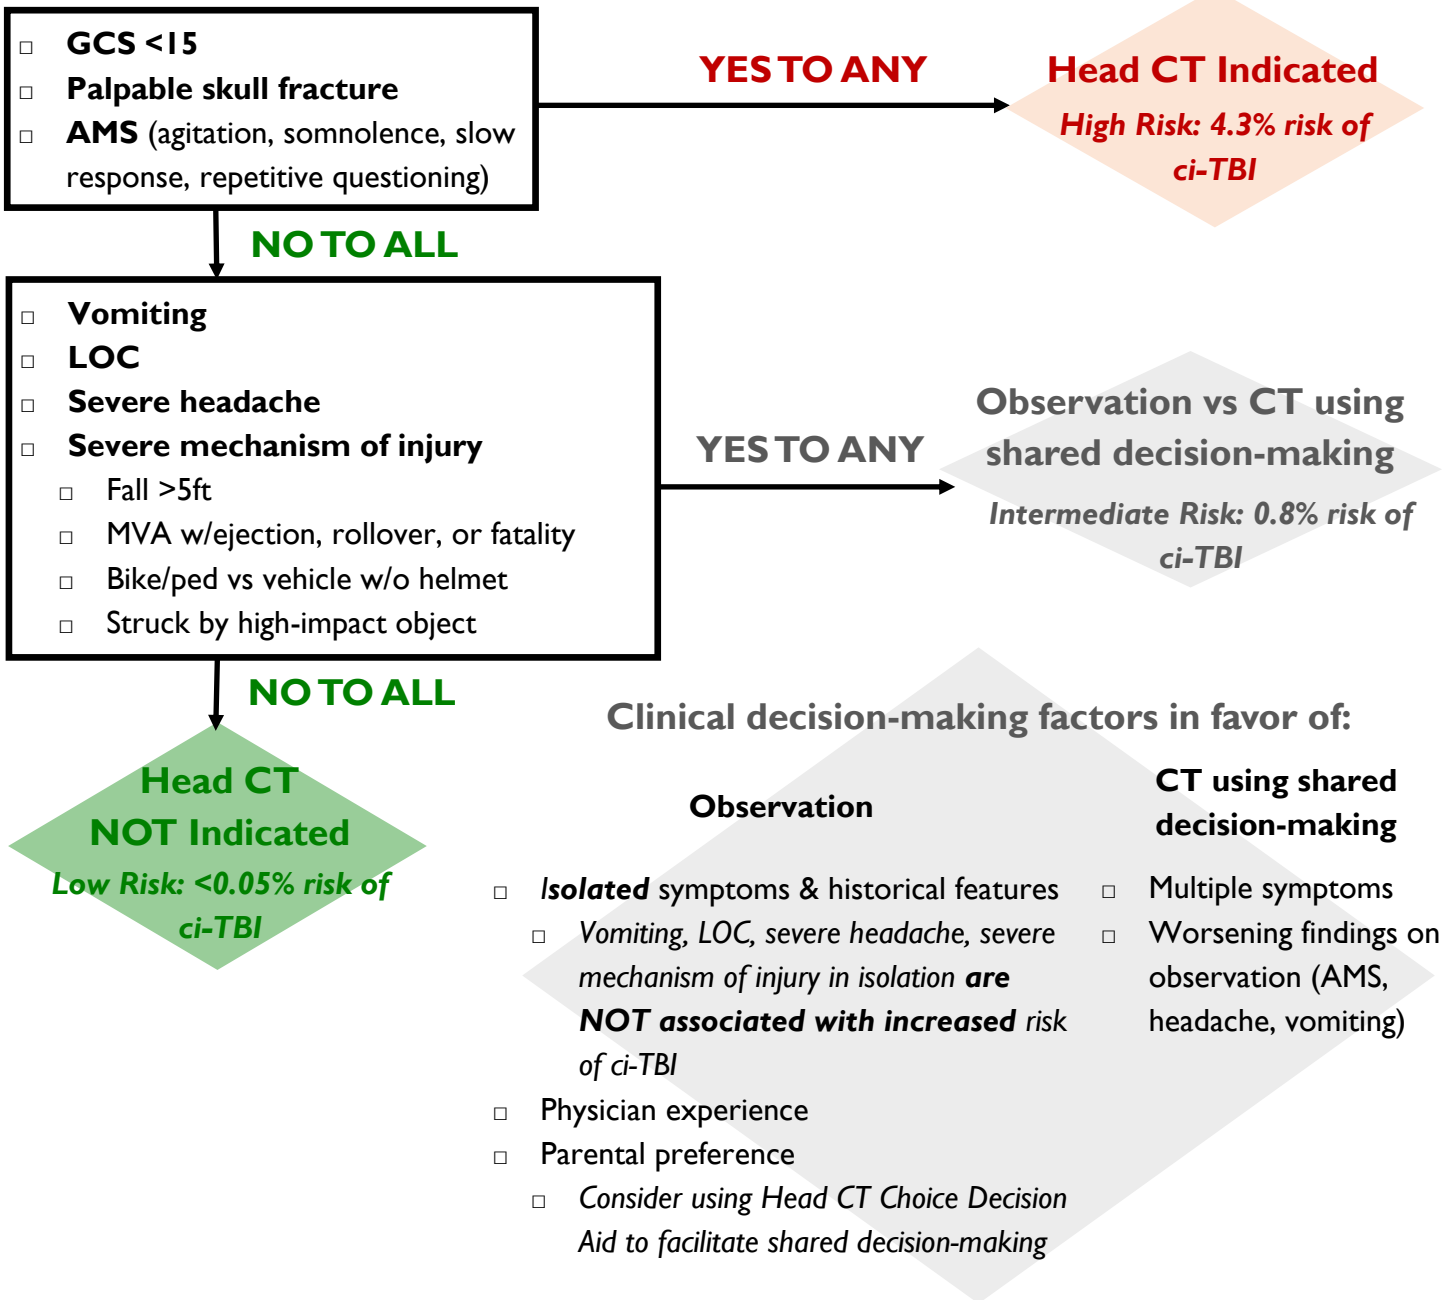 □ GCS <15
□ Palpable skull fracture
□ AMS (agitation, somnolence, slow
response, repetitive questioning)
YES TO ANY
Head CT Indicated
High Risk: 4.3% risk of
ci-TBI
NO TO ALL
□ Vomiting
□ LOC
□ Severe headache
□ Severe mechanism of injury
□ Fall >5ft
□ MVA w/ejection, rollover, or fatality
□ Bike/ped vs vehicle w/o helmet
□ Struck by high-impact object
YES TO ANY
Observation vs CT using
shared decision-making
Intermediate Risk: 0.8% risk of
ci-TBI
NO TO ALL
Head CT
NOT Indicated
Low Risk: <0.05% risk of
ci-TBI
Clinical decision-making factors in favor of:
Observation
□ Isolated symptoms & historical features
□ Vomiting, LOC, severe headache, severe
mechanism of injury in isolation are
NOT associated with increased risk
of ci-TBI
□ Physician experience
□ Parental preference
□ Consider using Head CT Choice Decision
Aid to facilitate shared decision-making
CT using shared
decision-making
□ Multiple symptoms
□ Worsening findings on
observation (AMS,
headache, vomiting)